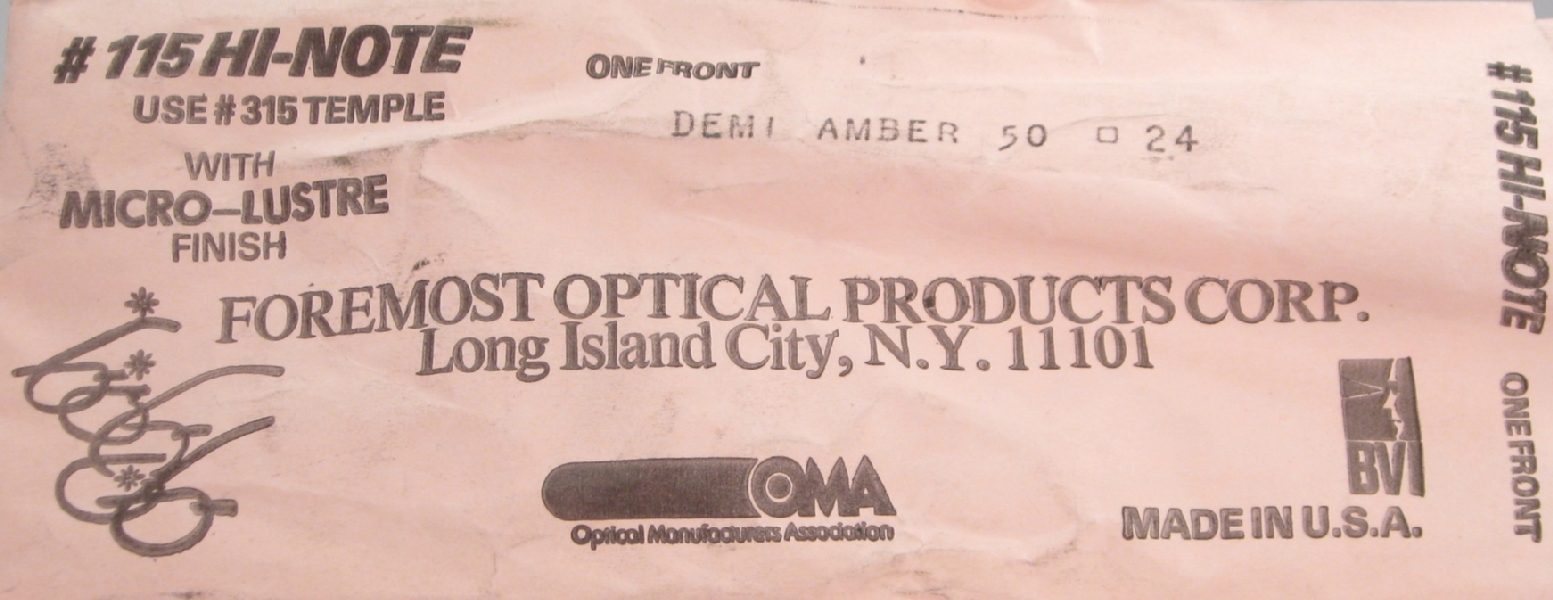 # 115 HI-NOTE
USE # 315 TEMPLE
WITH
MICRO-LUSTRE
FINISH
ONE FRONT
DEMI AMBER 50 □ 24
FOREMOST OPTICAL PRODUCTS CORP.
Long Island City, N.Y. 11101
OMA
Optical Manufacturers Association
BVI
MADE IN U.S.A.
# 115 HI-NOTE ONE FRONT